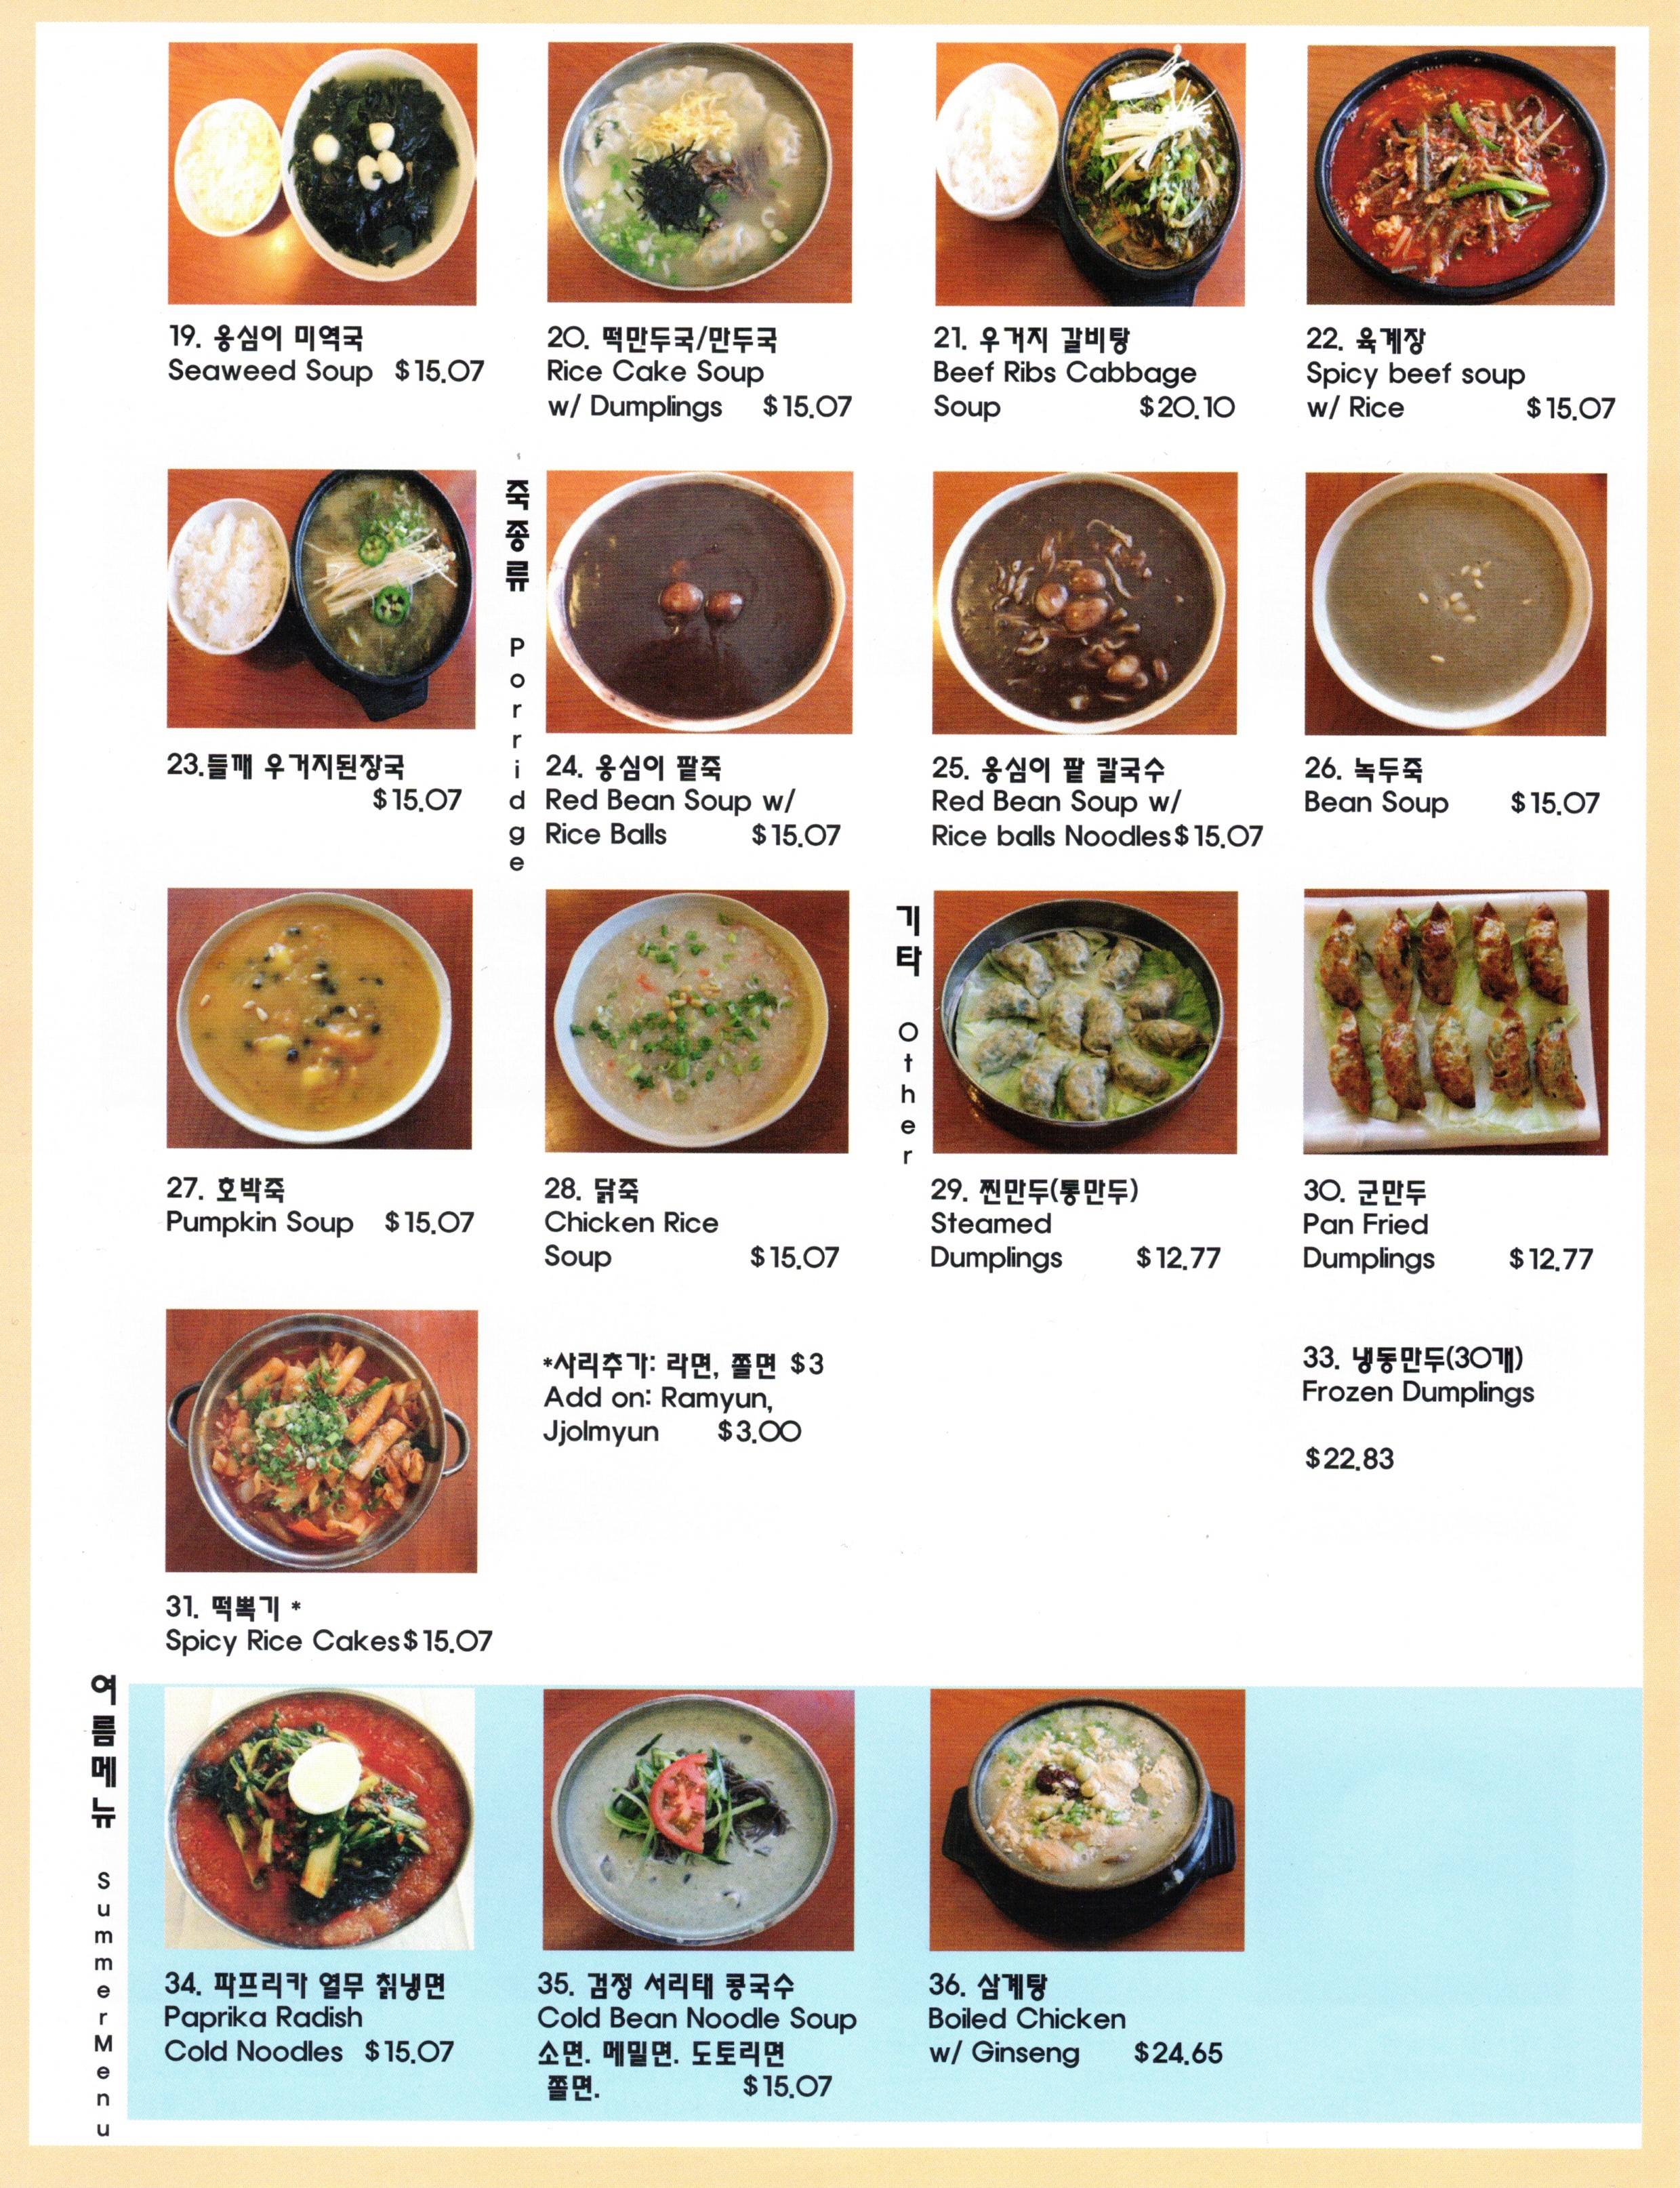 19. 옹심이 미역국
Seaweed Soup $15.07
20. 떡만두국/만두국
Rice Cake Soup
w/ Dumplings $15.07
21. 우거지 갈비탕
Beef Ribs Cabbage
Soup $20.10
22. 육계장
Spicy beef soup
w/ Rice $15.07
23.들깨 우거지된장국
$15.07
죽종류 Porridge
24. 옹심이 팥죽
Red Bean Soup w/
Rice Balls $15.07
25. 옹심이 팥 칼국수
Red Bean Soup w/
Rice balls Noodles $15.07
26. 녹두죽
Bean Soup $15.07
27. 호박죽
Pumpkin Soup $15.07
28. 닭죽
Chicken Rice
Soup $15.07
기타 Other
29. 찐만두(통만두)
Steamed
Dumplings $12.77
30. 군만두
Pan Fried
Dumplings $12.77
31. 떡뽁기 *
Spicy Rice Cakes $15.07
*사리추가: 라면, 쫄면 $3
Add on: Ramyun,
Jjolmyun $3.00
33. 냉동만두(30개)
Frozen Dumplings
$22.83
여름메뉴 Summer Menu
34. 파프리카 열무 칡냉면
Paprika Radish
Cold Noodles $15.07
35. 검정 서리태 콩국수
Cold Bean Noodle Soup
소면. 메밀면. 도토리면
쫄면. $15.07
36. 삼계탕
Boiled Chicken
w/ Ginseng $24.65